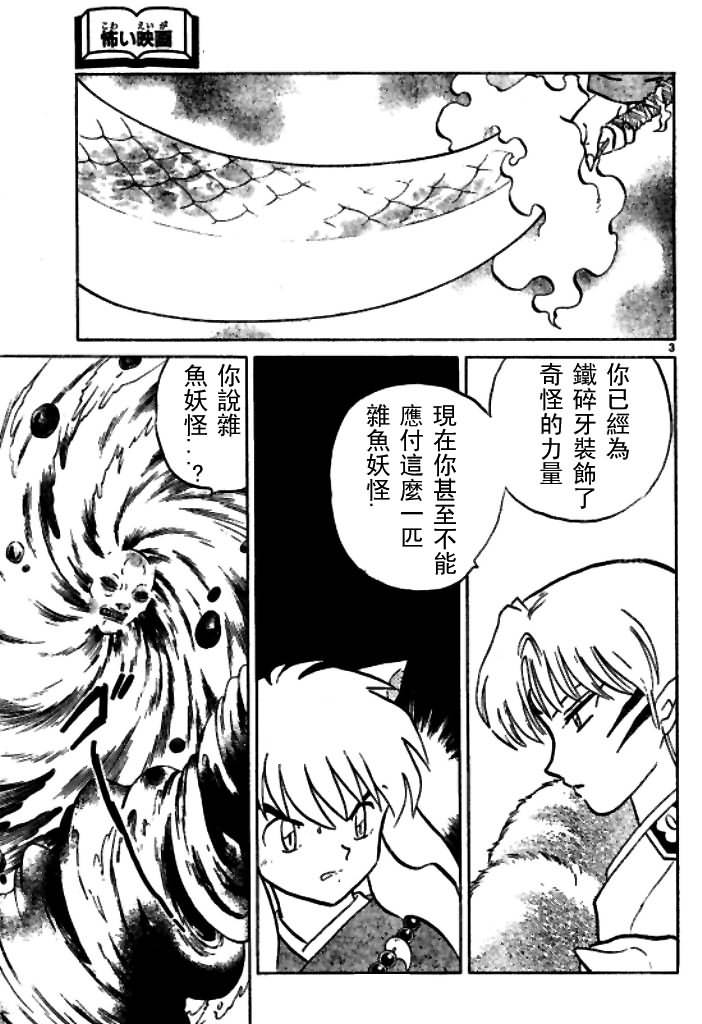 こわ えいが
怖い映画
3
你已經為
鐵碎牙裝飾了
奇怪的力量
現在你甚至不能
應付這麼一匹
雜魚妖怪.
你說雜
魚妖怪...?